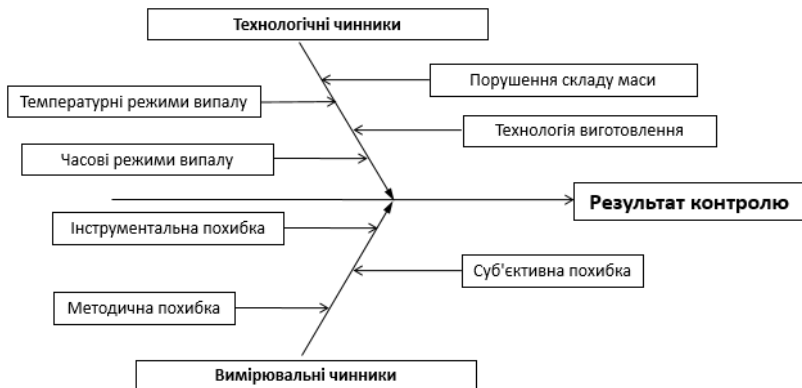 Технологічні чинники
Порушення складу маси
Температурні режими випалу
Технологія виготовлення
Часові режими випалу
Результат контролю
Інструментальна похибка
Суб'єктивна похибка
Методична похибка
Вимірювальні чинники